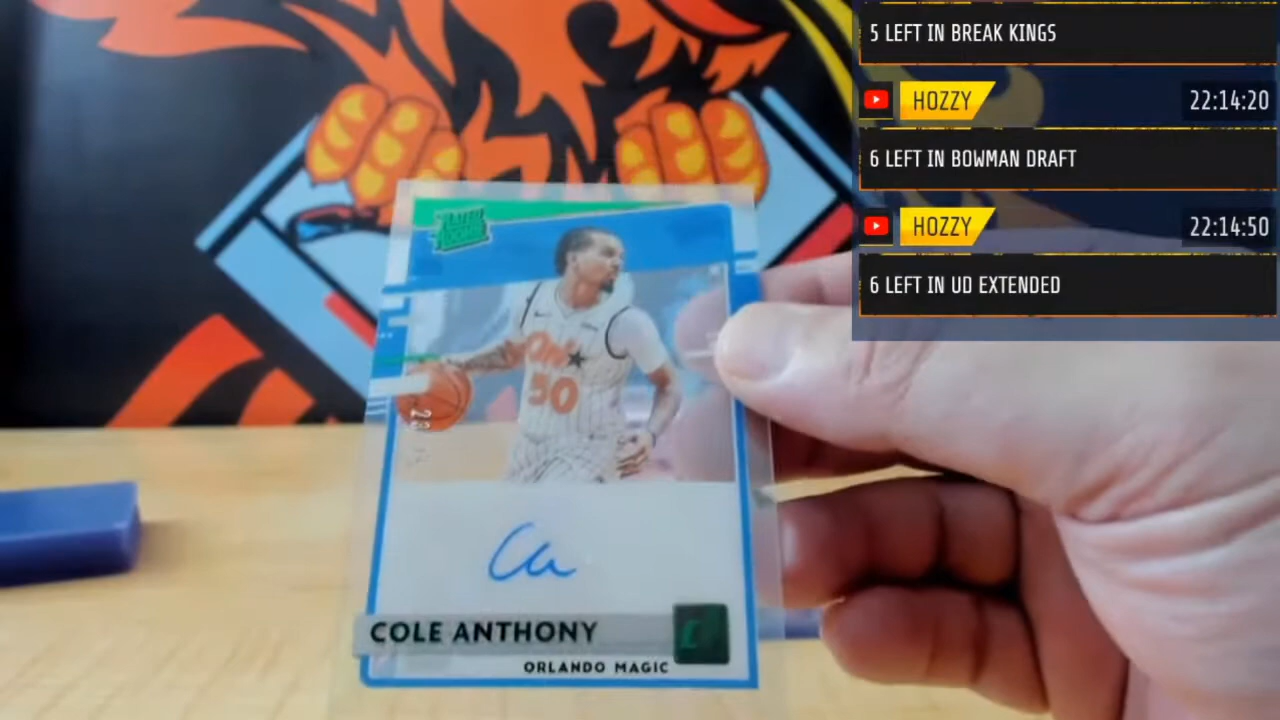 5 LEFT IN BREAK KINGS
HOZZY
22:14:20
6 LEFT IN BOWMAN DRAFT
HOZZY
22:14:50
6 LEFT IN UD EXTENDED
RATED
ROOKIE
50
COLE ANTHONY
ORLANDO MAGIC